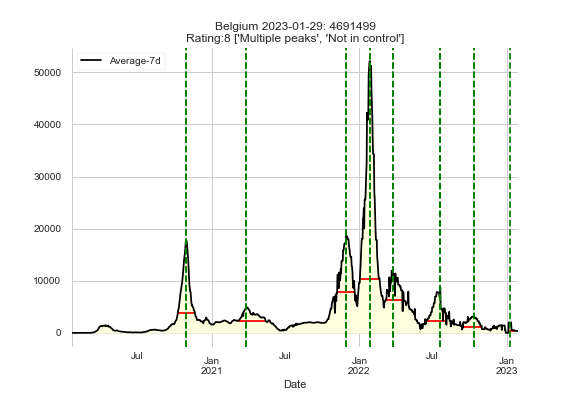 Belgium 2023-01-29: 4691499
Rating:8 ['Multiple peaks', 'Not in control']
Average-7d
50000
40000
30000
20000
10000
0
Jul
Jan
2021
Jul
Jan
2022
Jul
Jan
2023
Date